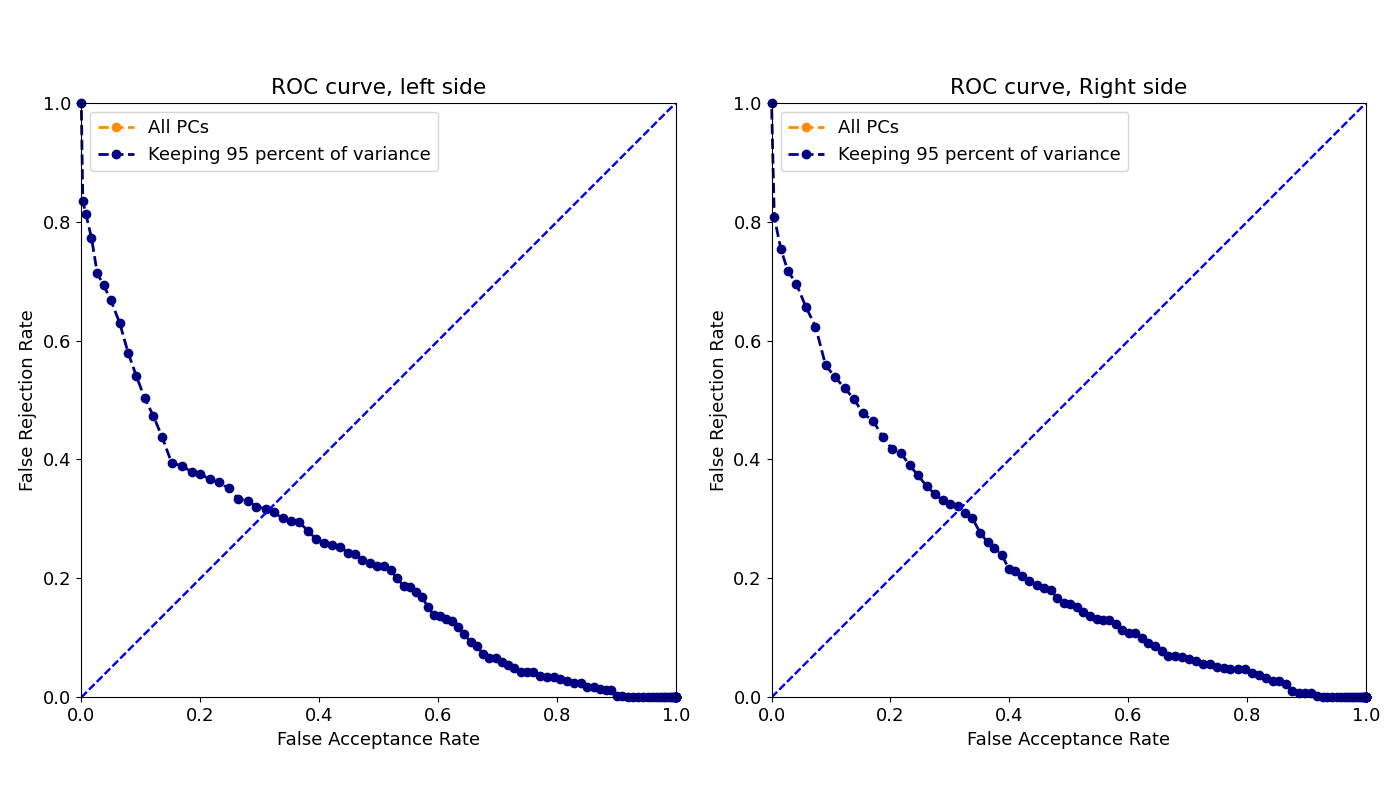 ROC curve, left side
1.0
0.8
0.6
0.4
0.2
0.0
False Rejection Rate
All PCs
Keeping 95 percent of variance
0.0 0.2 0.4 0.6 0.8 1.0
False Acceptance Rate
ROC curve, Right side
1.0
0.8
0.6
0.4
0.2
0.0
False Rejection Rate
All PCs
Keeping 95 percent of variance
0.0 0.2 0.4 0.6 0.8 1.0
False Acceptance Rate